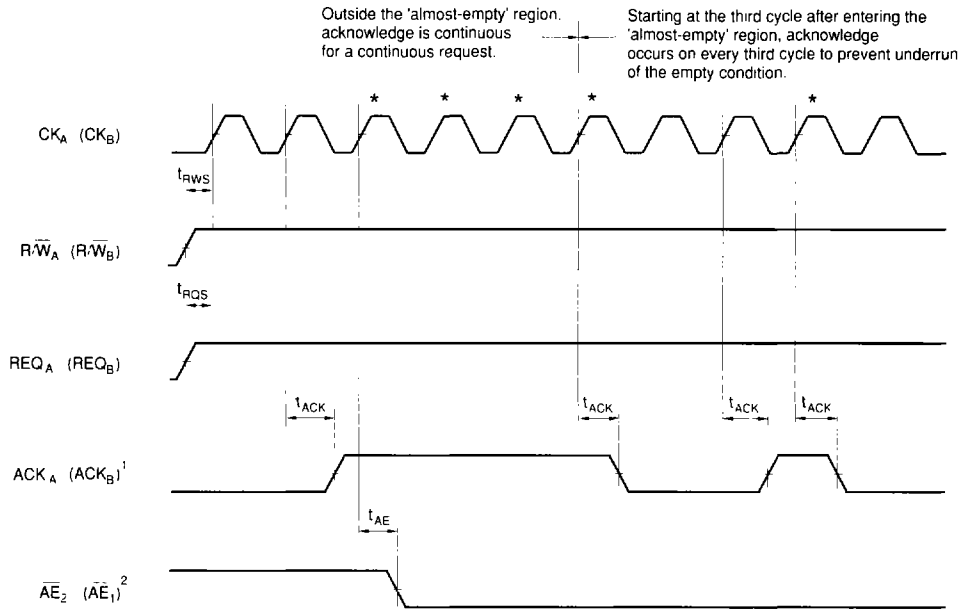 Outside the 'almost-empty' region.
acknowledge is continuous
for a continuous request.
Starting at the third cycle after entering the
'almost-empty' region, acknowledge
occurs on every third cycle to prevent underrun
of the empty condition.
* * * * *
CKA (CKB)
tRWS
R/W̅A (R/W̅B)
tRQS
REQA (REQB)
tACK tACK tACK tACK
ACKA (ACKB)1
tAE
A̅E̅2 (A̅E̅1)2